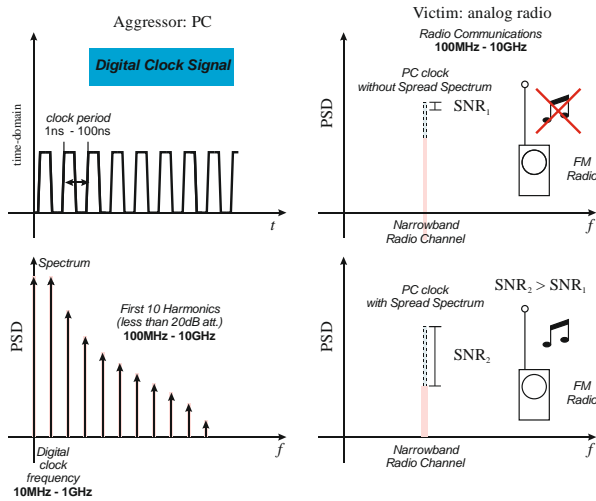 Aggressor: PC
Digital Clock Signal
time-domain
clock period
1ns - 100ns
t
Victim: analog radio
Radio Communications
100MHz - 10GHz
PC clock
without Spread Spectrum
PSD
SNR1
FM
Radio
Narrowband
Radio Channel
f
Spectrum
PSD
First 10 Harmonics
(less than 20dB att.)
100MHz - 10GHz
f
Digital
clock
frequency
10MHz - 1GHz
PC clock
with Spread Spectrum
SNR2 > SNR1
PSD
SNR2
FM
Radio
Narrowband
Radio Channel
f